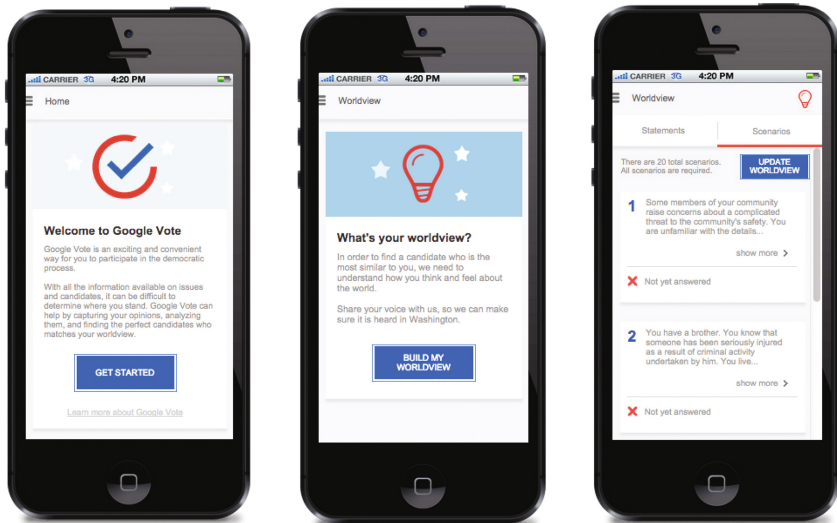 CARRIER 3G 4:20 PM
Home
Welcome to Google Vote
Google Vote is an exciting and convenient
way for you to participate in the democratic
process.
With all the information available on issues
and candidates, it can be difficult to
determine where you stand. Google Vote can
help by capturing your opinions, analyzing
them, and finding the perfect candidates who
matches your worldview.
GET STARTED
Learn more about Google Vote
CARRIER 3G 4:20 PM
Worldview
What's your worldview?
In order to find a candidate who is the
most similar to you, we need to
understand how you think and feel about
the world.
Share your voice with us, so we can make
sure it is heard in Washington.
BUILD MY
WORLDVIEW
CARRIER 3G 4:20 PM
Worldview
Statements Scenarios
There are 20 total scenarios.
All scenarios are required.
UPDATE
WORLDVIEW
1 Some members of your community
raise concerns about a complicated
threat to the community's safety. You
are unfamiliar with the details...
show more >
Not yet answered
2 You have a brother. You know that
someone has been seriously injured
as a result of criminal activity
undertaken by him. You live...
show more >
Not yet answered